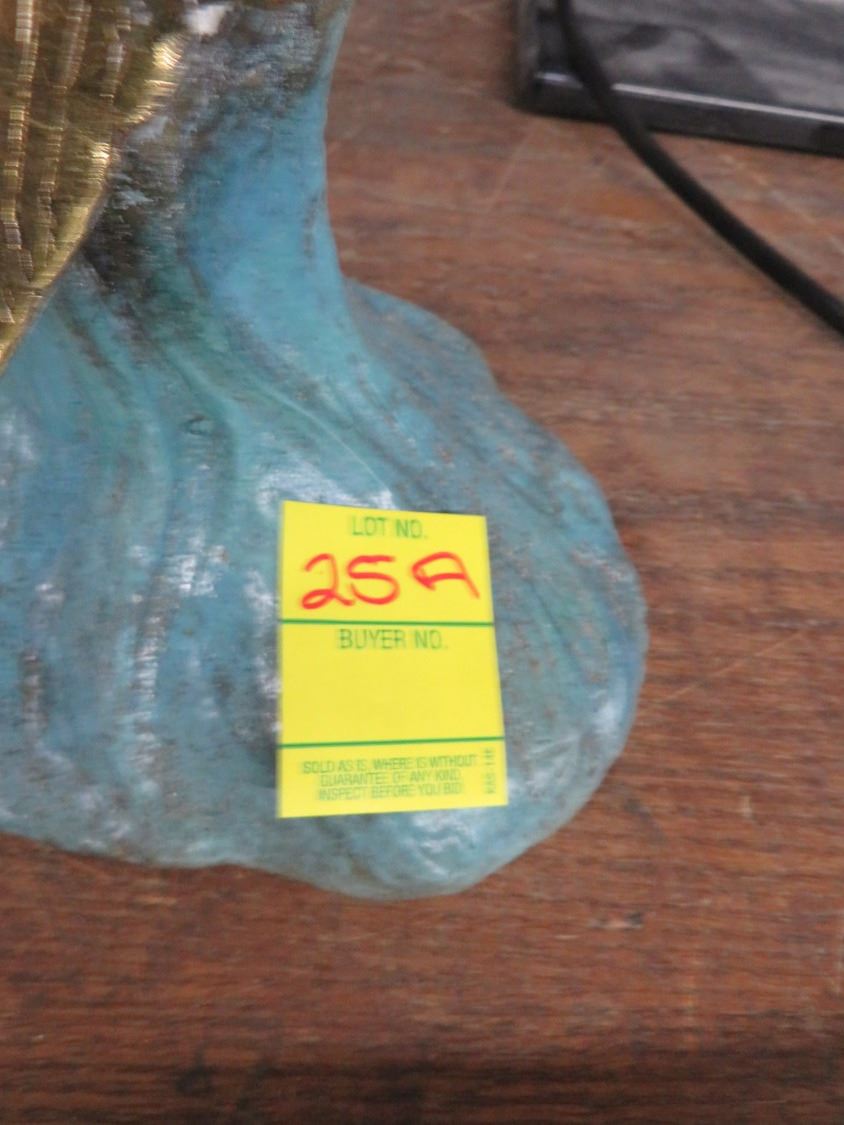 LOT NO.
25A
BUYER NO.
SOLD AS IS, WHERE IS WITHOUT
GUARANTEE OF ANY KIND.
INSPECT BEFORE YOU BID!